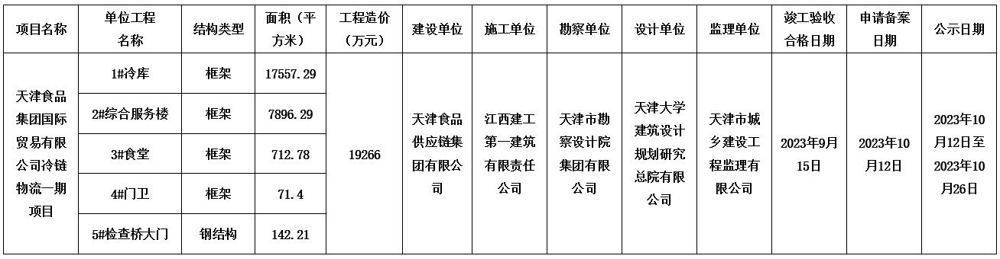 项目名称
单位工程
名称
结构类型
面积（平
方米）
工程造价
（万元）
建设单位
施工单位
勘察单位
设计单位
监理单位
竣工验收
合格日期
申请备案
日期
公示日期
天津食品
集团国际
贸易有限
公司冷链
物流一期
项目
1#冷库
框架
17557.29
2#综合服务楼
框架
7896.29
3#食堂
框架
712.78
4#门卫
框架
71.4
5#检查桥大门
钢结构
142.21
19266
天津食品
供应链集
团有限公
司
江西建工
第一建筑
有限责任
公司
天津市勘
察设计院
集团有限
公司
天津大学
建筑设计
规划研究
总院有限
公司
天津市城
乡建设工
程监理有
限公司
2023年9月
15日
2023年10
月12日
2023年10
月12日至
2023年10
月26日